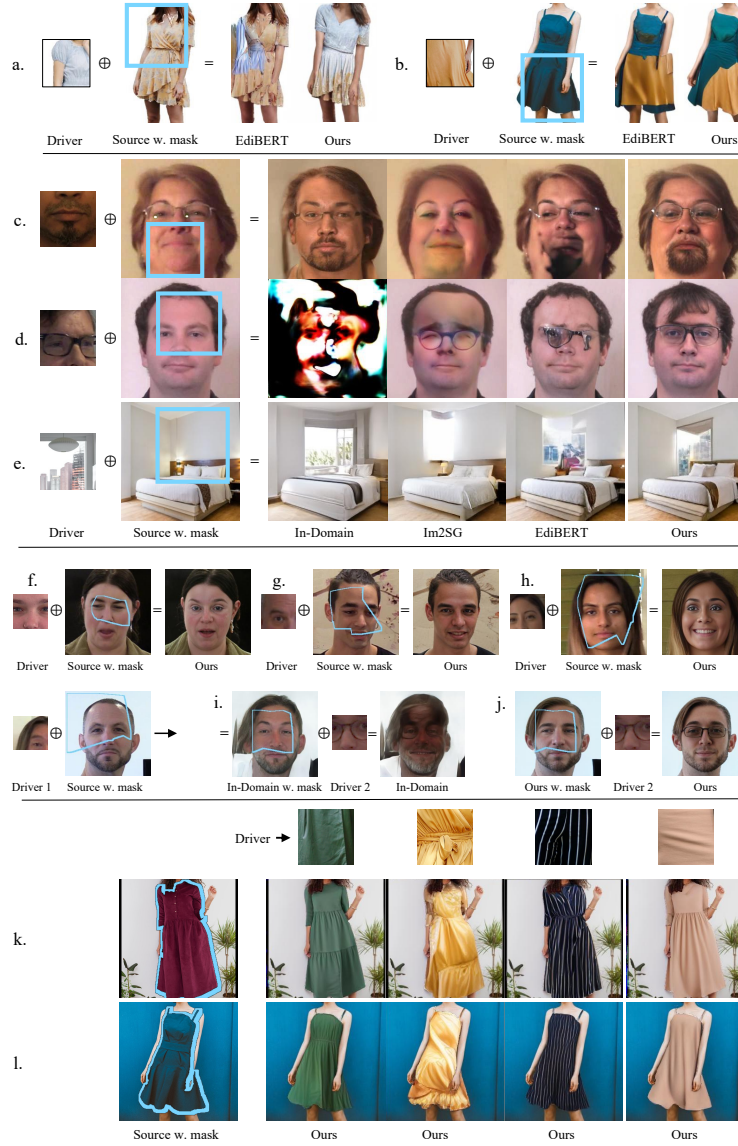 a. ⊕ = b. ⊕ =
Driver Source w. mask EdiBERT Ours Driver Source w. mask EdiBERT Ours
c. ⊕ =
d. ⊕ =
e. ⊕ =
Driver Source w. mask In-Domain Im2SG EdiBERT Ours
f. g. h.
⊕ = ⊕ = ⊕ =
Driver Source w. mask Ours Driver Source w. mask Ours Driver Source w. mask Ours
i. j.
⊕ = ⊕ = ⊕ =
Driver 1 Source w. mask In-Domain w. mask Driver 2 In-Domain Ours w. mask Driver 2 Ours
Driver
k.
l.
Source w. mask Ours Ours Ours Ours